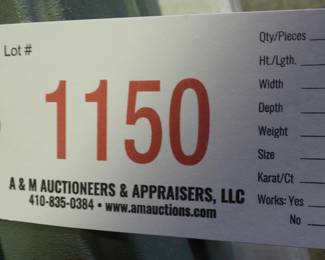 Lot #
1150
A & M AUCTIONEERS & APPRAISERS, LLC
410-835-0384 • www.amauctions.com
Qty/Pieces
Ht./Lgth.
Width
Depth
Weight
Size
Karat/Ct
Works: Yes
No